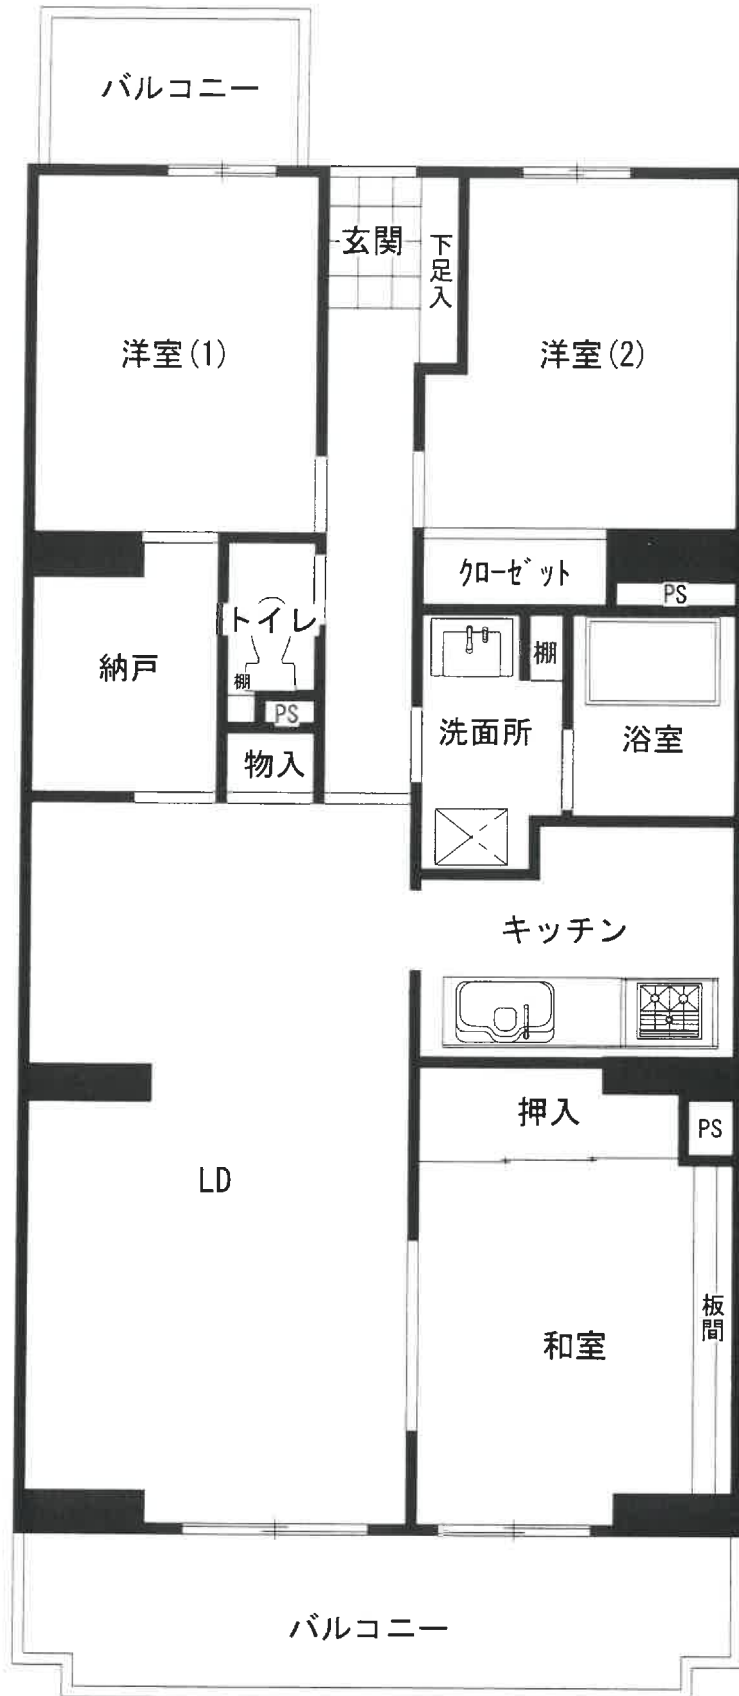 バルコニー
玄関
下足入
洋室(1)
洋室(2)
クローゼット
PS
トイレ
納戸
棚
棚
PS
洗面所
浴室
物入
キッチン
押入
PS
LD
板間
和室
バルコニー